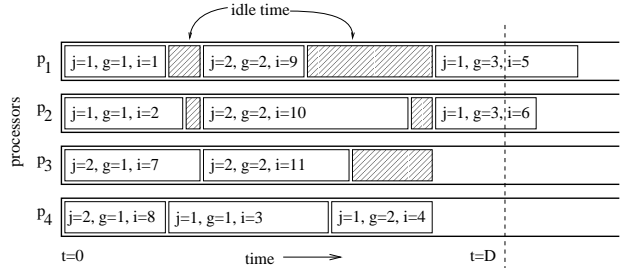 idle time
p1 j=1, g=1, i=1 j=2, g=2, i=9 j=1, g=3, i=5
p2 j=1, g=1, i=2 j=2, g=2, i=10 j=1, g=3, i=6
p3 j=2, g=1, i=7 j=2, g=2, i=11
p4 j=2, g=1, i=8 j=1, g=1, i=3 j=1, g=2, i=4
processors
t=0 time t=D